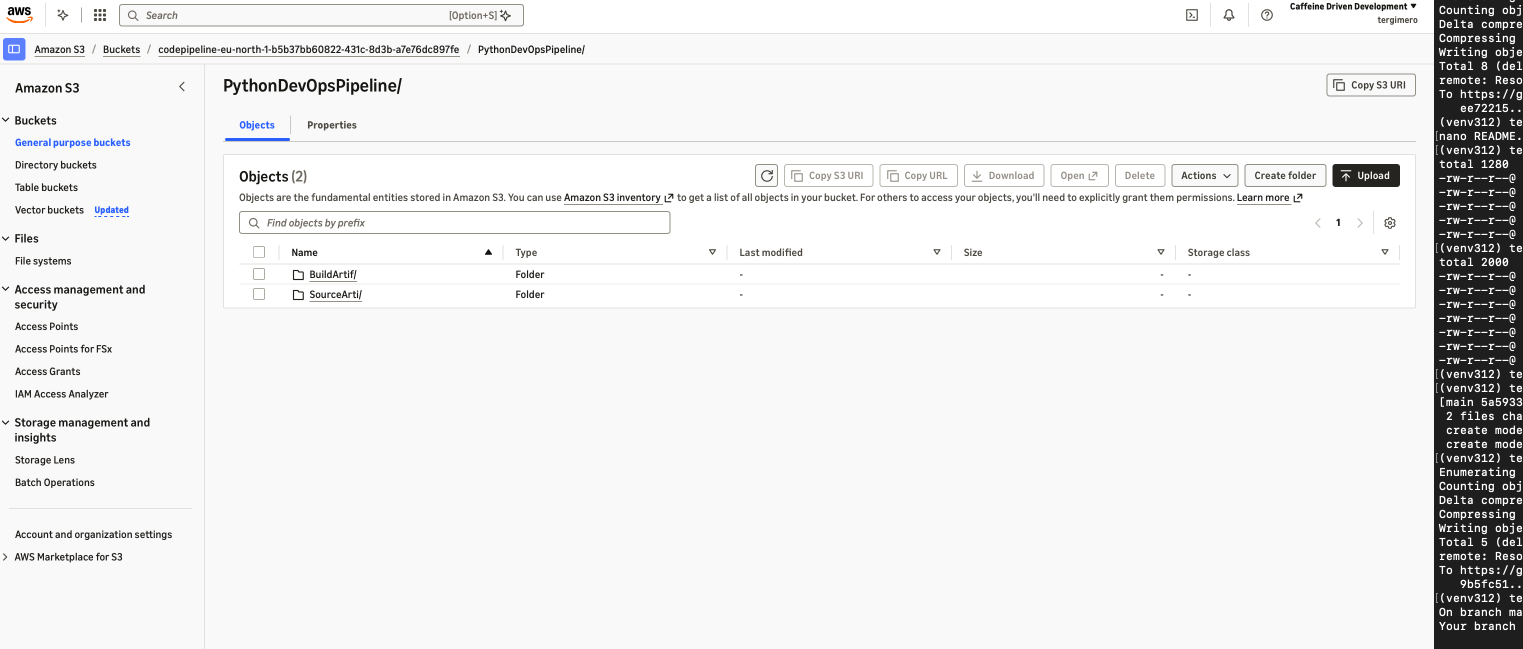 aws
Search [Option+S]
Caffeine Driven Development ▼
tergimero
Amazon S3 / Buckets / codepipeline-eu-north-1-b5b37bb60822-431c-8d3b-a7e76dc897fe / PythonDevOpsPipeline/
Amazon S3
Buckets
General purpose buckets
Directory buckets
Table buckets
Vector buckets Updated
Files
File systems
Access management and
security
Access Points
Access Points for FSx
Access Grants
IAM Access Analyzer
Storage management and
insights
Storage Lens
Batch Operations
Account and organization settings
AWS Marketplace for S3
PythonDevOpsPipeline/
Copy S3 URI
Objects Properties
Objects (2)
Copy S3 URI Copy URL Download Open Delete Actions Create folder Upload
Objects are the fundamental entities stored in Amazon S3. You can use Amazon S3 inventory to get a list of all objects in your bucket. For others to access your objects, you'll need to explicitly grant them permissions. Learn more
Find objects by prefix
1
Name Type Last modified Size Storage class
BuildArtif/ Folder - - -
SourceArti/ Folder - - -
Counting obj
Delta compre
Compressing
Writing obje
Total 8 (del
remote: Reso
To https://g
ee72215..
(venv312) te
nano README.
(venv312) te
total 1280
-rw-r--r--@
-rw-r--r--@
-rw-r--r--@
-rw-r--r--@
-rw-r--r--@
(venv312) te
total 2000
-rw-r--r--@
-rw-r--r--@
-rw-r--r--@
-rw-r--r--@
-rw-r--r--@
-rw-r--r--@
-rw-r--r--@
(venv312) te
(venv312) te
[main 5a5933
2 files cha
create mode
create mode
(venv312) te
Enumerating
Counting obj
Delta compre
Compressing
Writing obje
Total 5 (del
remote: Reso
To https://g
9b5fc51..
(venv312) te
On branch ma
Your branch